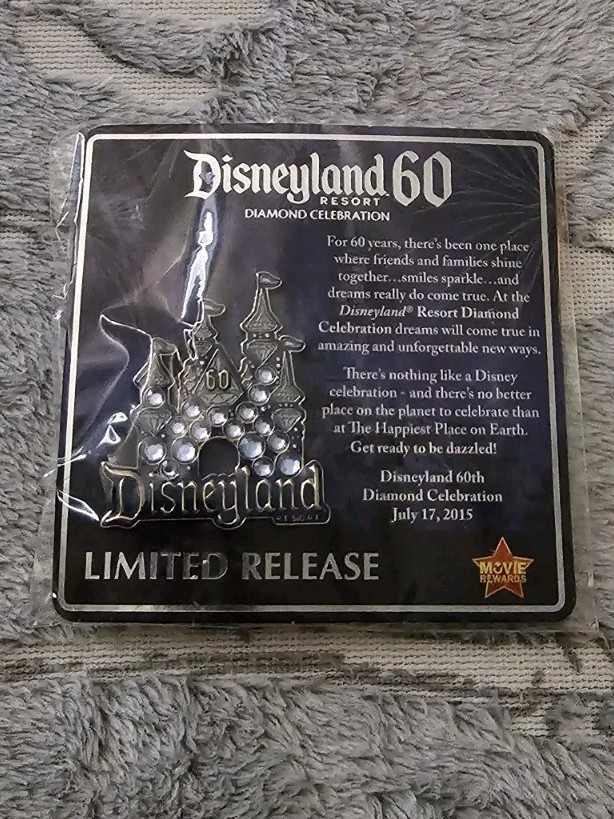 Disneyland 60
RESORT
DIAMOND CELEBRATION
For 60 years, there's been one place
where friends and families shine
together...smiles sparkle...and
dreams really do come true. At the
Disneyland® Resort Diamond
Celebration dreams will come true in
amazing and unforgettable new ways.
There's nothing like a Disney
celebration - and there's no better
place on the planet to celebrate than
at The Happiest Place on Earth.
Get ready to be dazzled!
Disneyland 60th
Diamond Celebration
July 17, 2015
60
Disneyland
RESORT
LIMITED RELEASE
MOVIE
REWARDS